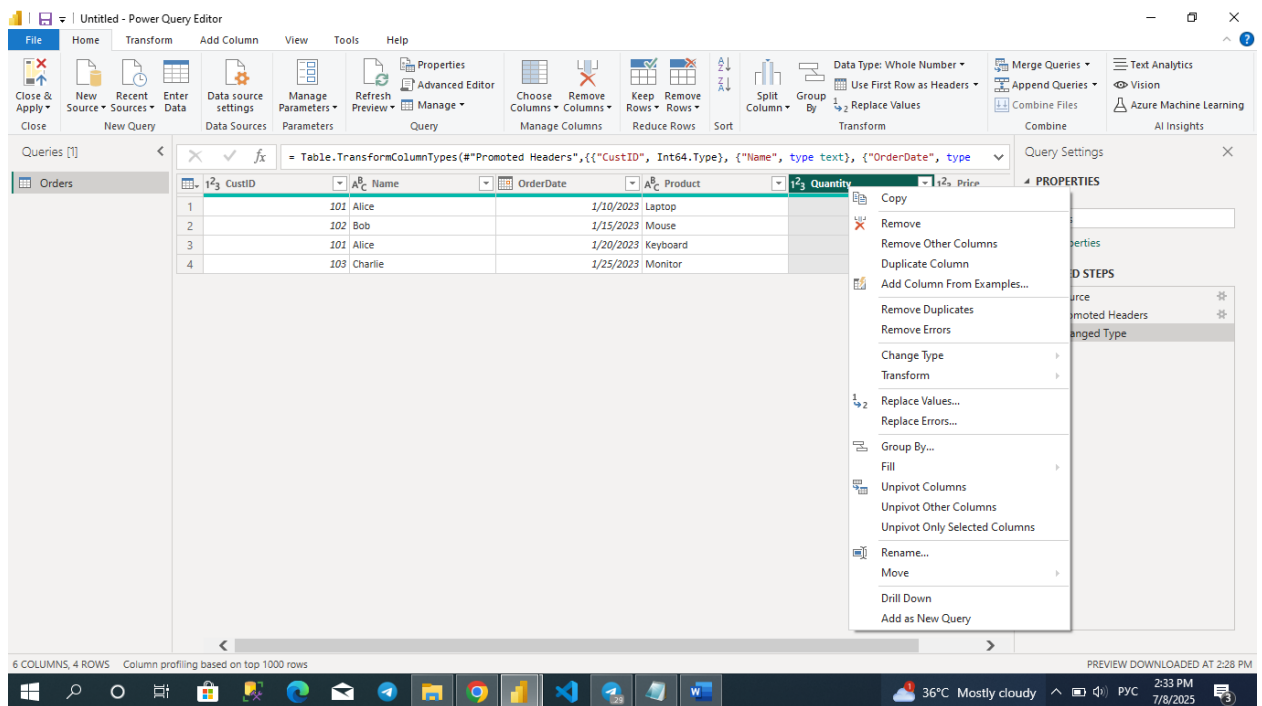 Untitled - Power Query Editor
File Home Transform Add Column View Tools Help
Close & Apply
New Source
Recent Sources
Enter Data
Data source settings
Manage Parameters
Refresh Preview
Properties
Advanced Editor
Manage
Choose Columns
Remove Columns
Keep Rows
Remove Rows
Split Column
Group By
Data Type: Whole Number
Use First Row as Headers
Replace Values
Merge Queries
Append Queries
Combine Files
Text Analytics
Vision
Azure Machine Learning
Close New Query Data Sources Parameters Query Manage Columns Reduce Rows Sort Transform Combine AI Insights
Queries [1]
Orders
fx = Table.TransformColumnTypes(#"Promoted Headers",{{"CustID", Int64.Type}, {"Name", type text}, {"OrderDate", type
CustID Name OrderDate Product Quantity Price
1 101 Alice 1/10/2023 Laptop
2 102 Bob 1/15/2023 Mouse
3 101 Alice 1/20/2023 Keyboard
4 103 Charlie 1/25/2023 Monitor
Copy
Remove
Remove Other Columns
Duplicate Column
Add Column From Examples...
Remove Duplicates
Remove Errors
Change Type
Transform
Replace Values...
Replace Errors...
Group By...
Fill
Unpivot Columns
Unpivot Other Columns
Unpivot Only Selected Columns
Rename...
Move
Drill Down
Add as New Query
Query Settings
PROPERTIES
STEPS
Headers
Type
6 COLUMNS, 4 ROWS Column profiling based on top 1000 rows
PREVIEW DOWNLOADED AT 2:28 PM
36°C Mostly cloudy
РУС
2:33 PM
7/8/2025